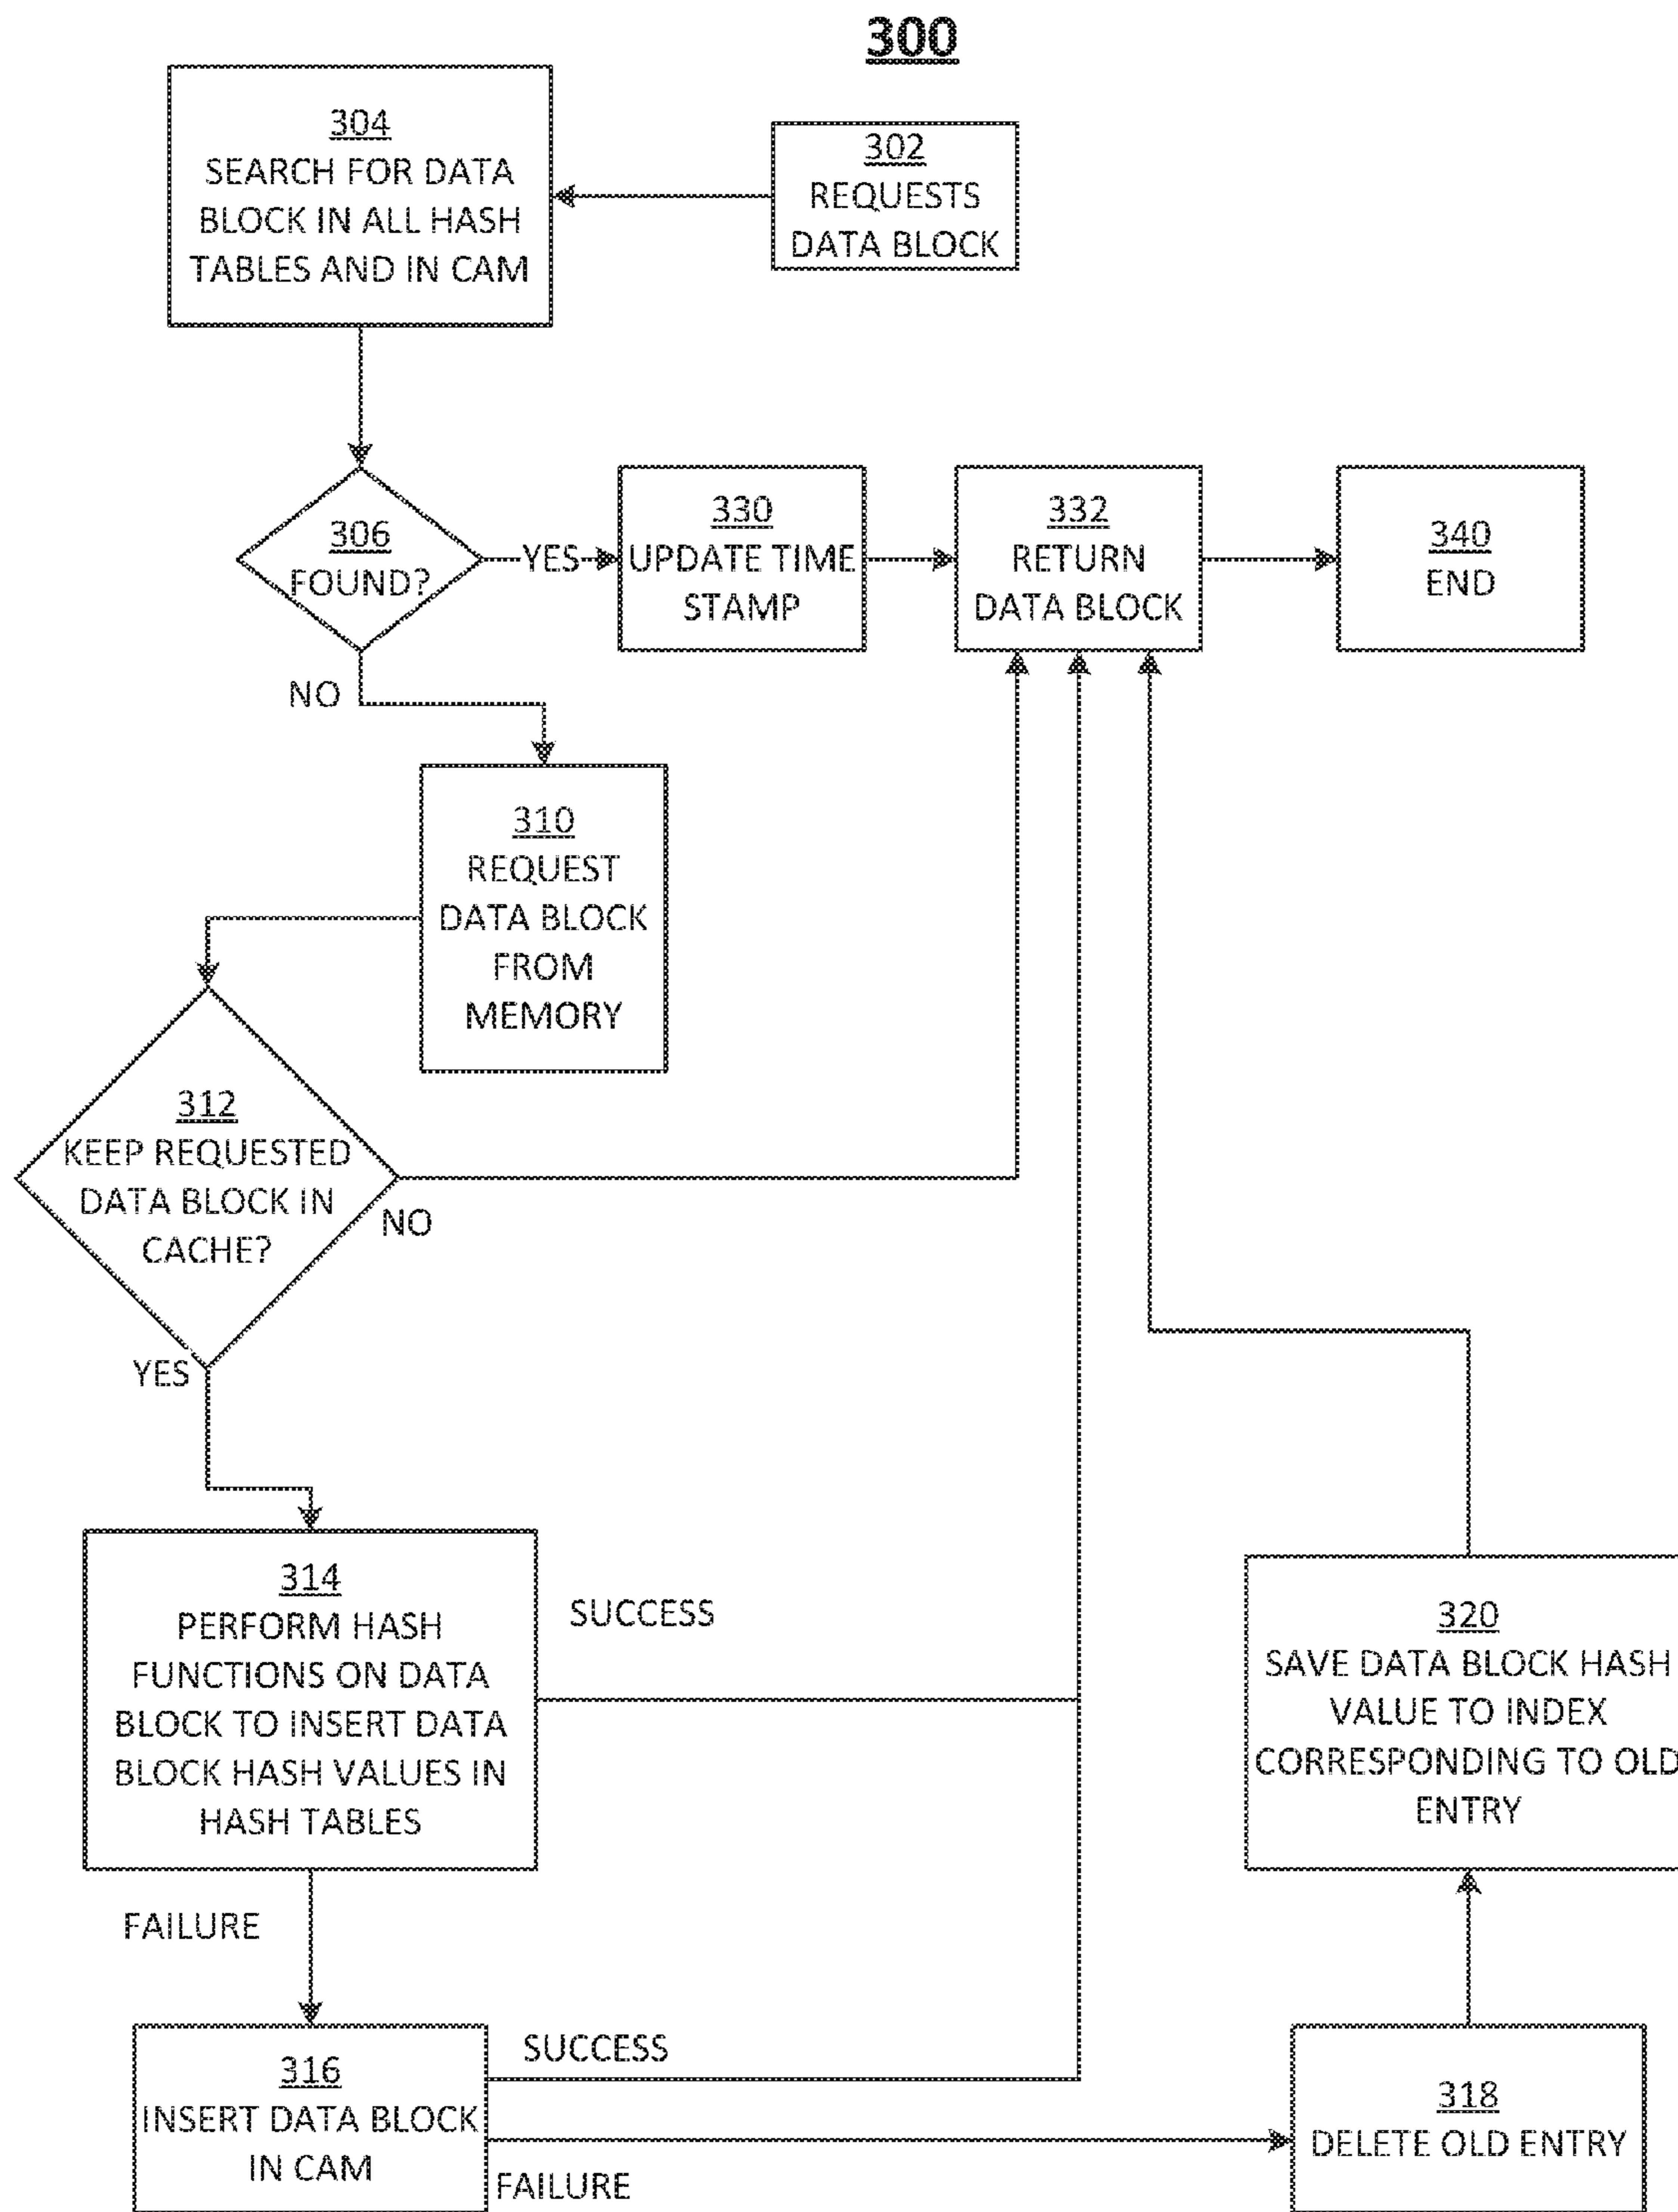 300
304
SEARCH FOR DATA
BLOCK IN ALL HASH
TABLES AND IN CAM
302
REQUESTS
DATA BLOCK
306
FOUND?
YES
330
UPDATE TIME
STAMP
332
RETURN
DATA BLOCK
340
END
NO
310
REQUEST
DATA BLOCK
FROM
MEMORY
312
KEEP REQUESTED
DATA BLOCK IN
CACHE?
NO
YES
314
PERFORM HASH
FUNCTIONS ON DATA
BLOCK TO INSERT DATA
BLOCK HASH VALUES IN
HASH TABLES
SUCCESS
320
SAVE DATA BLOCK HASH
VALUE TO INDEX
CORRESPONDING TO OLD
ENTRY
FAILURE
316
INSERT DATA BLOCK
IN CAM
SUCCESS
FAILURE
318
DELETE OLD ENTRY